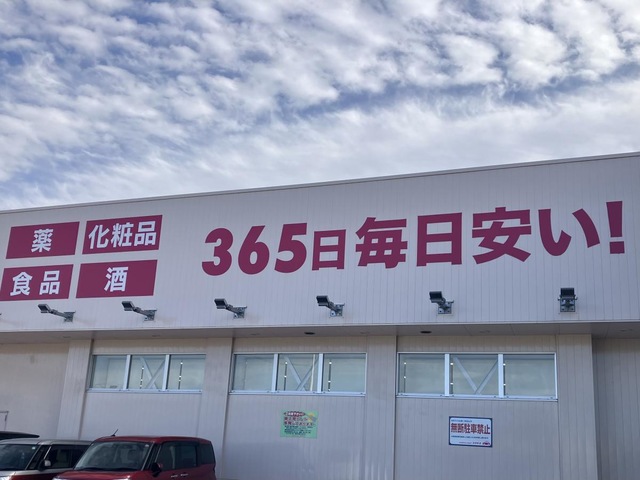 薬
化粧品
食品
酒
365日毎日安い!
無断駐車禁止